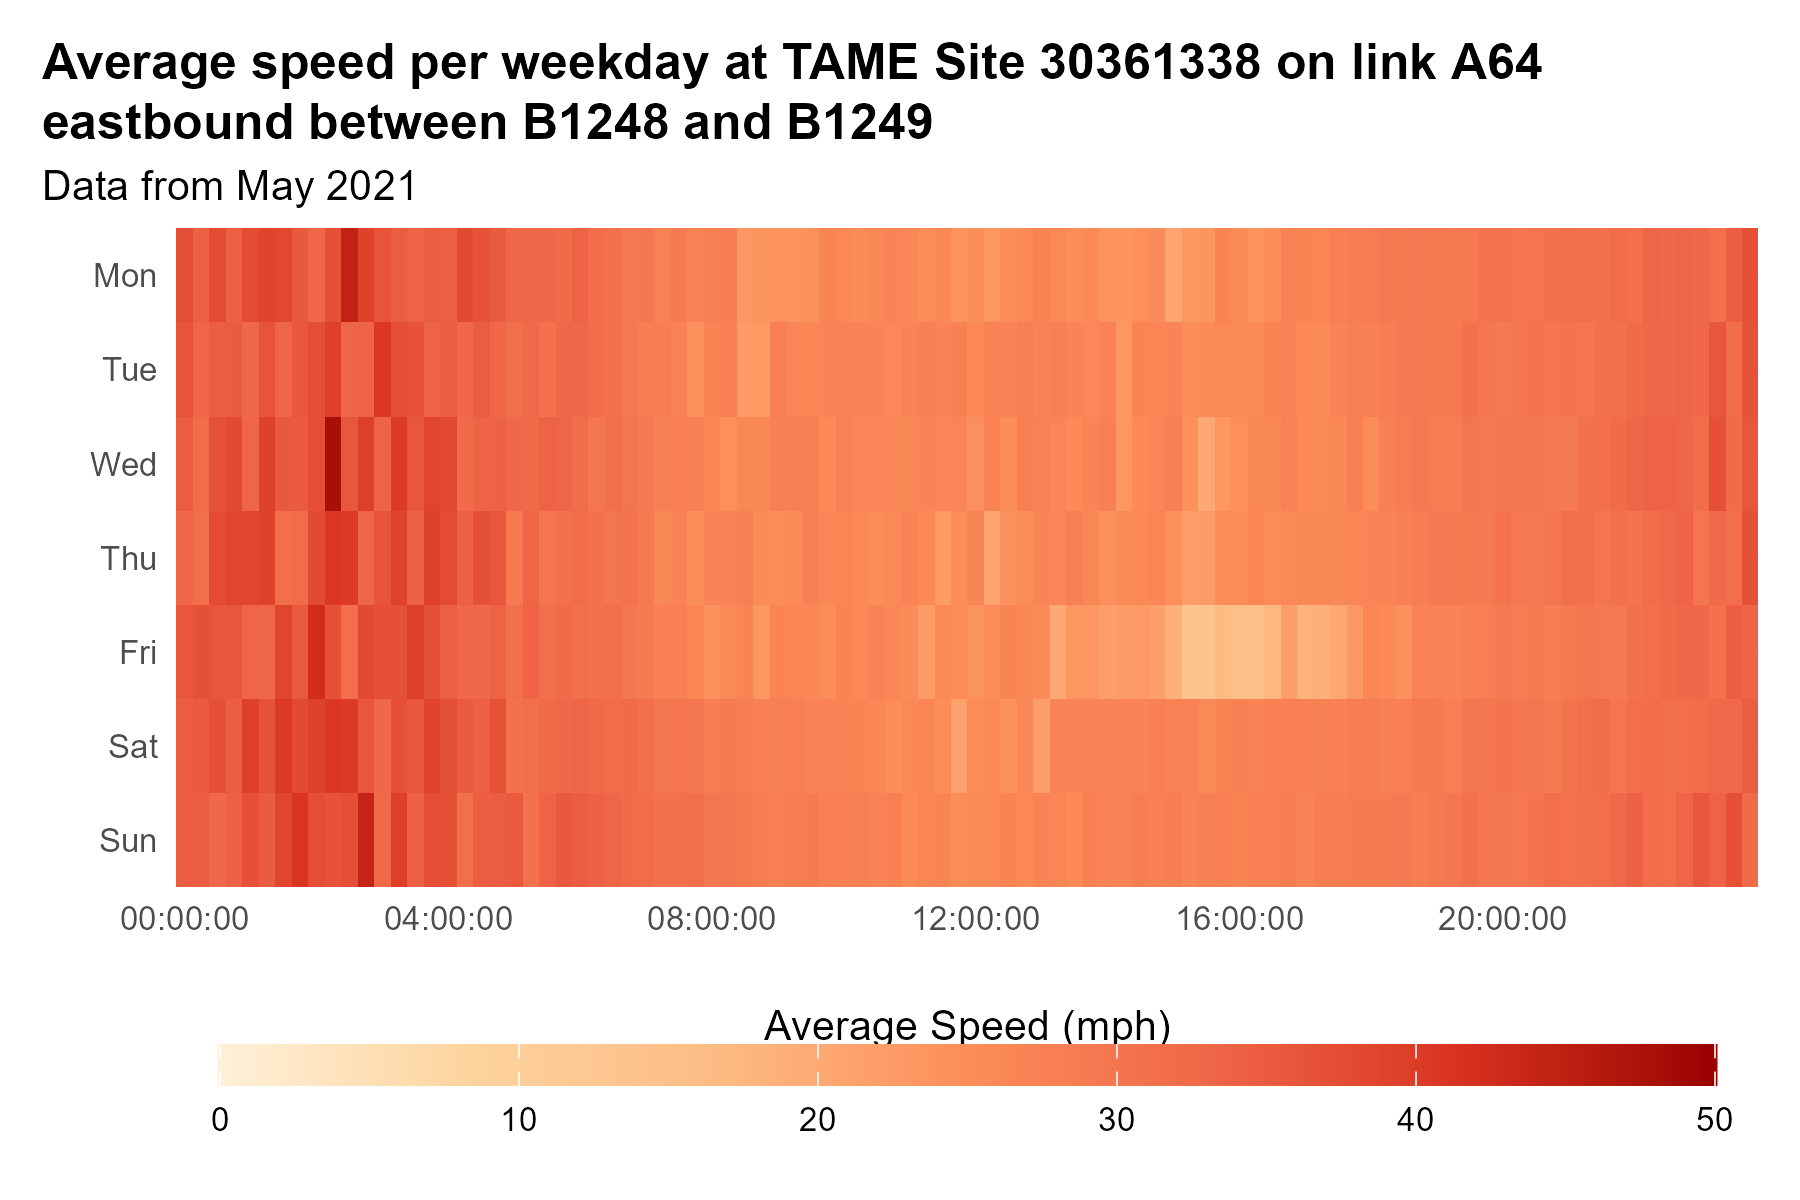 Average speed per weekday at TAME Site 30361338 on link A64
eastbound between B1248 and B1249
Data from May 2021
Mon
Tue
Wed
Thu
Fri
Sat
Sun
00:00:00 04:00:00 08:00:00 12:00:00 16:00:00 20:00:00
Average Speed (mph)
0 10 20 30 40 50